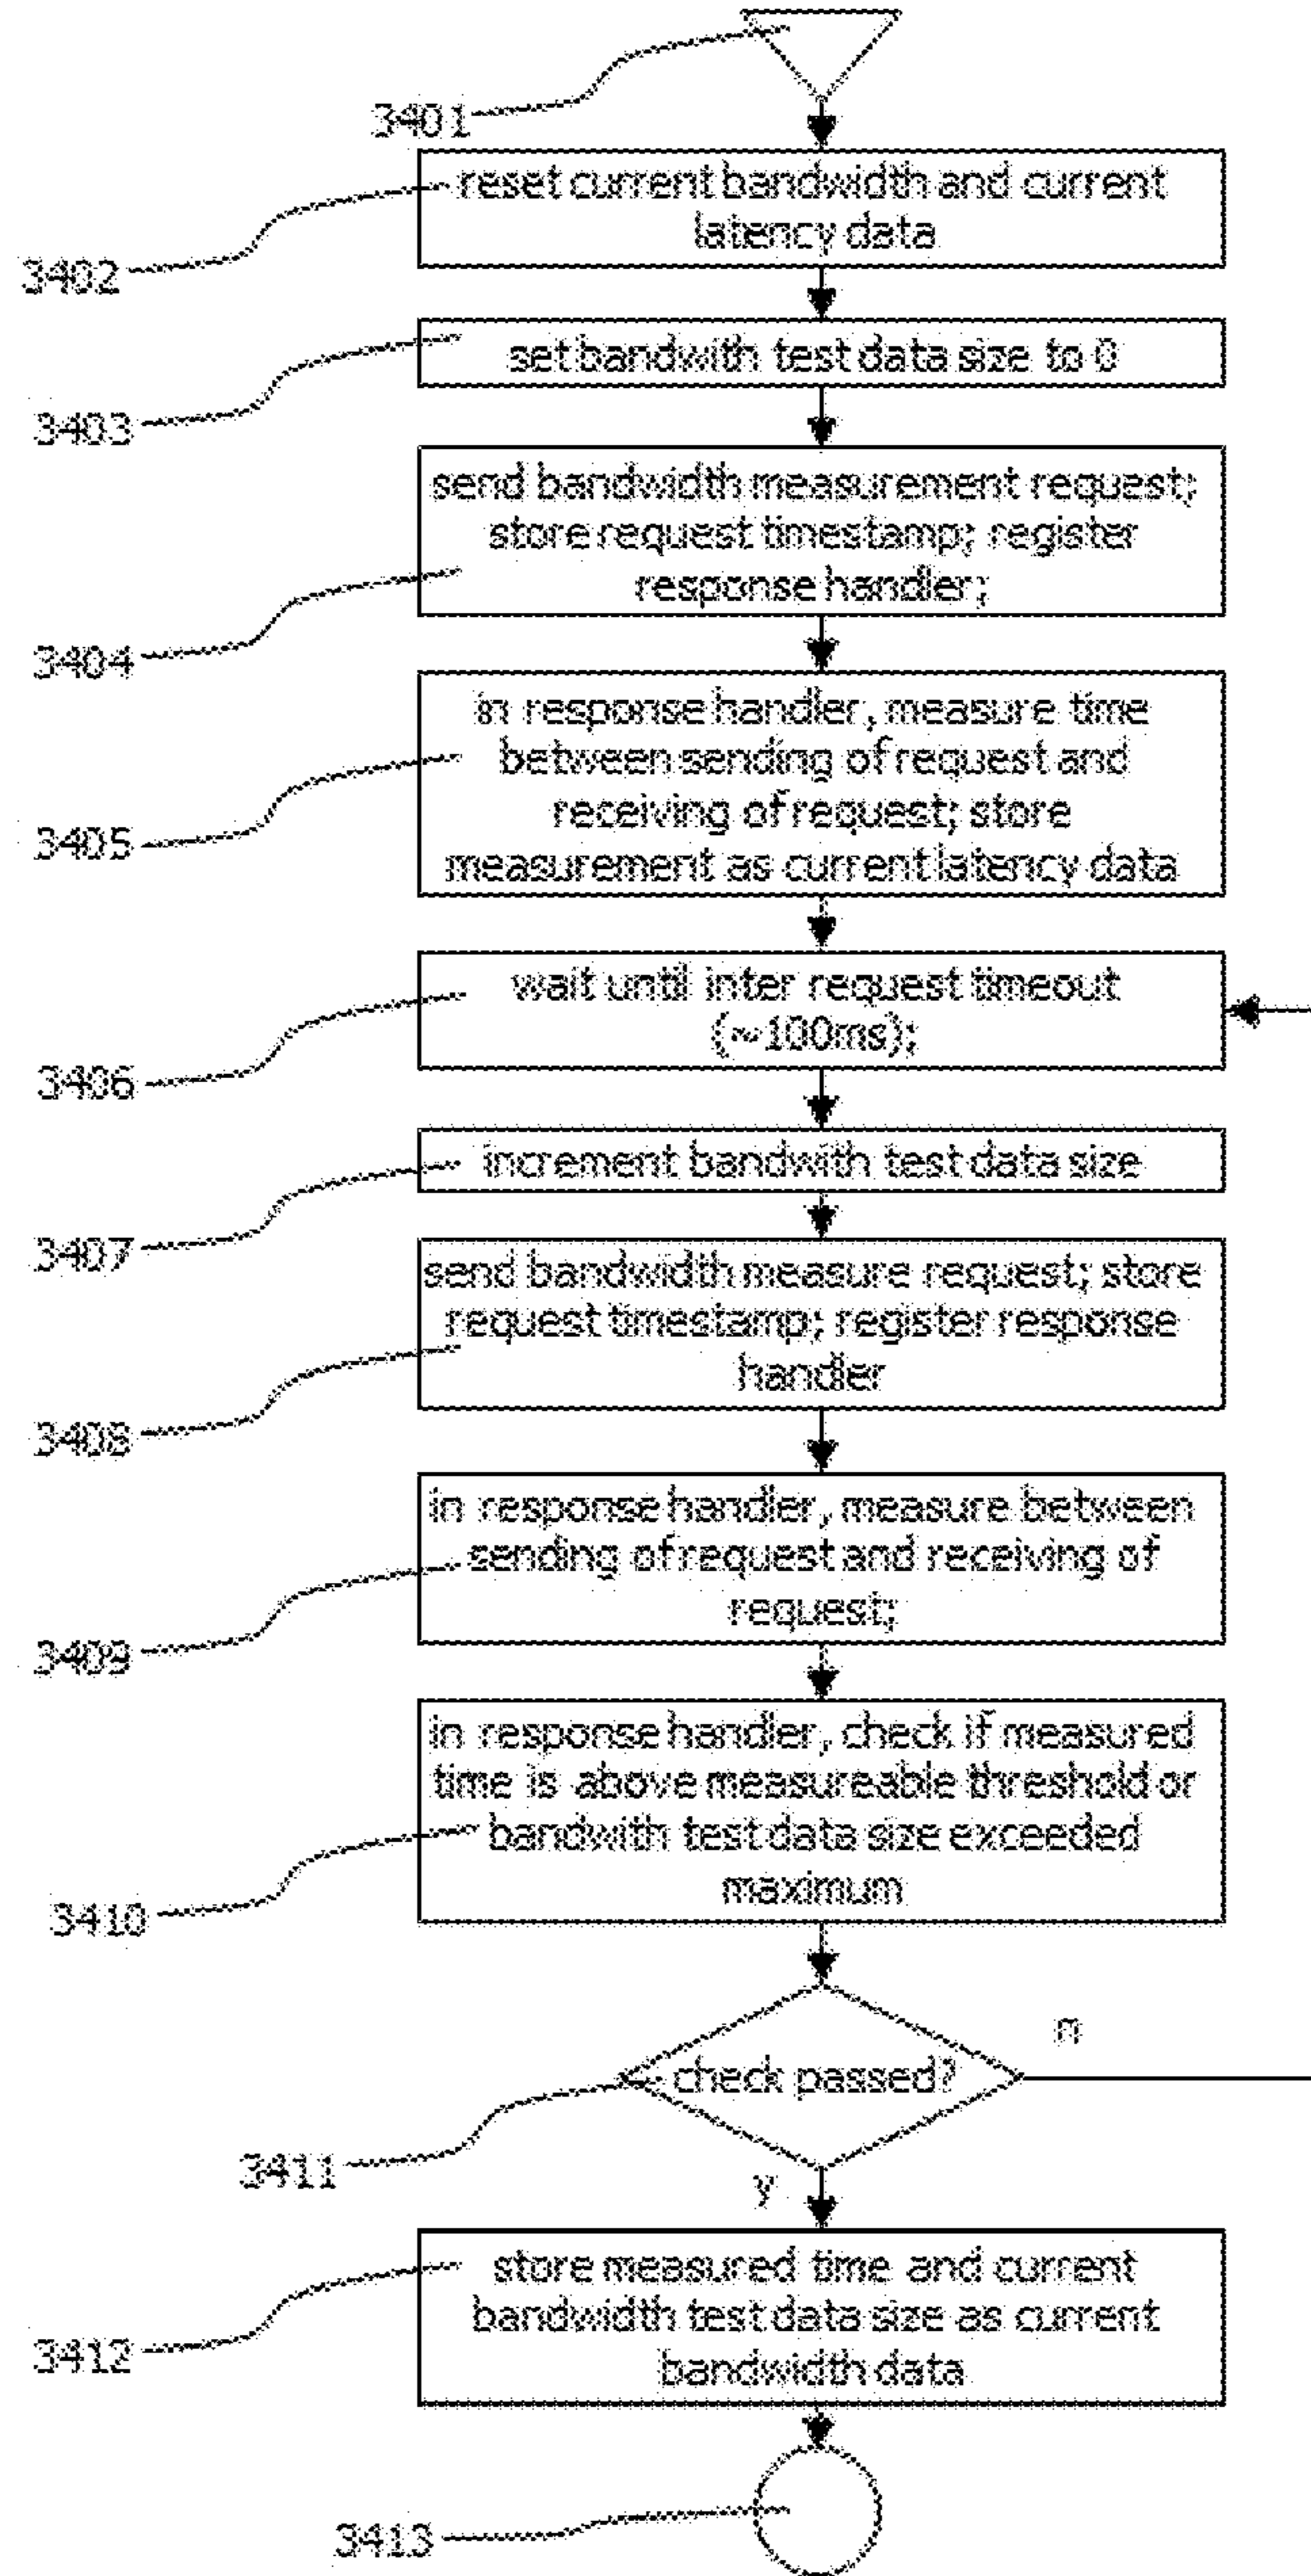 3401
reset current bandwidth and current
latency data
3402
set bandwith test data size to 0
3403
send bandwidth measurement request;
store request timestamp; register
response handler;
3404
in response handler, measure time
between sending of request and
receiving of request; store
measurement as current latency data
3405
wait until inter request timeout
(~100ms);
3406
increment bandwith test data size
3407
send bandwidth measure request; store
request timestamp; register response
handler
3408
in response handler, measure between
sending of request and receiving of
request;
3409
in response handler, check if measured
time is above measureable threshold or
bandwith test data size exceeded
maximum
3410
n
check passed?
3411
y
store measured time and current
bandwidth test data size as current
bandwidth data
3412
3413